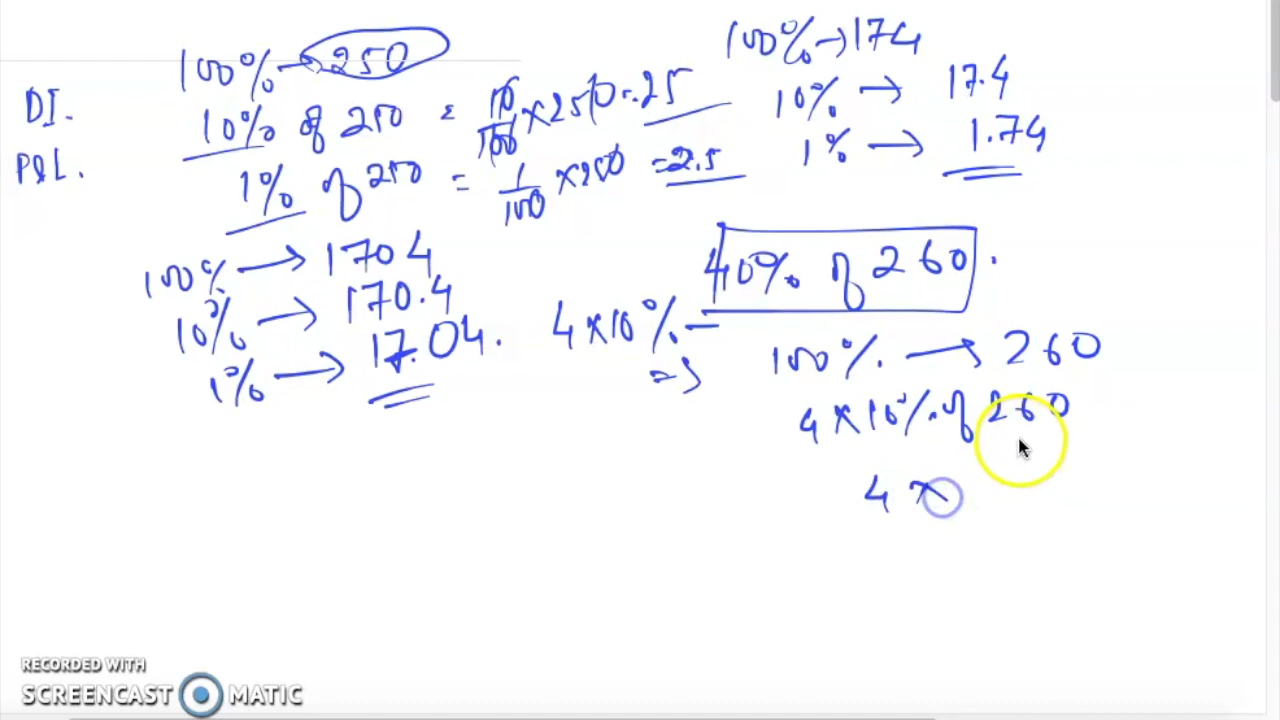 100% → 250
DI.
10% of 250 = 10/100 × 250 = 25
P&L.
1% of 250 = 1/100 × 250 = 2.5
100% → 174
10% → 17.4
1% → 1.74
100% → 1704
10% → 170.4
1% → 17.04.
40% of 260.
4 × 10% -
=>
100% → 260
4 × 10% of 260
4 ×
RECORDED WITH
SCREENCAST MATIC